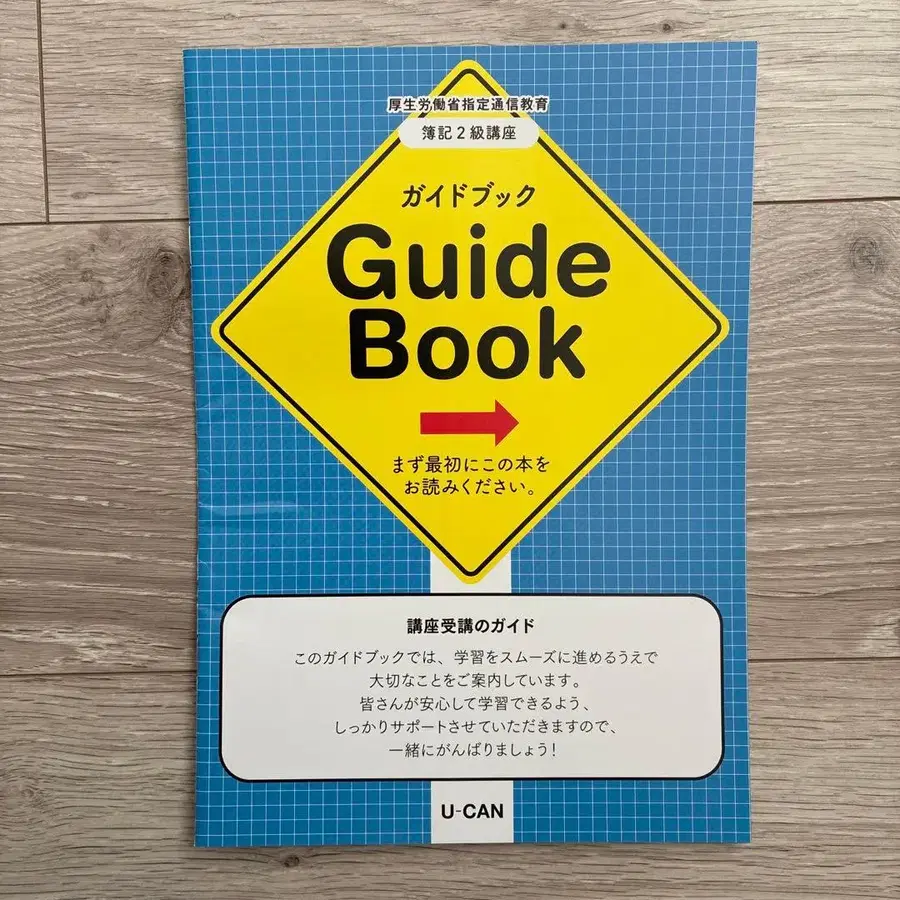 厚生労働省指定通信教育
簿記2級講座
ガイドブック
Guide
Book
まず最初にこの本を
お読みください。
講座受講のガイド
このガイドブックでは、学習をスムーズに進めるうえで
大切なことをご案内しています。
皆さんが安心して学習できるよう、
しっかりサポートさせていただきますので、
一緒にがんばりましょう!
U-CAN